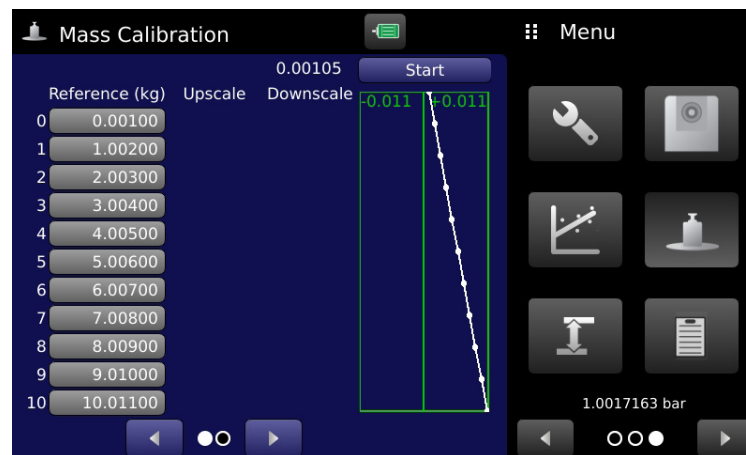 Mass Calibration
Menu
0.00105 Start
Reference (kg) Upscale Downscale -0.011 +0.011
0 0.00100
1 1.00200
2 2.00300
3 3.00400
4 4.00500
5 5.00600
6 6.00700
7 7.00800
8 8.00900
9 9.01000
10 10.01100
1.0017163 bar